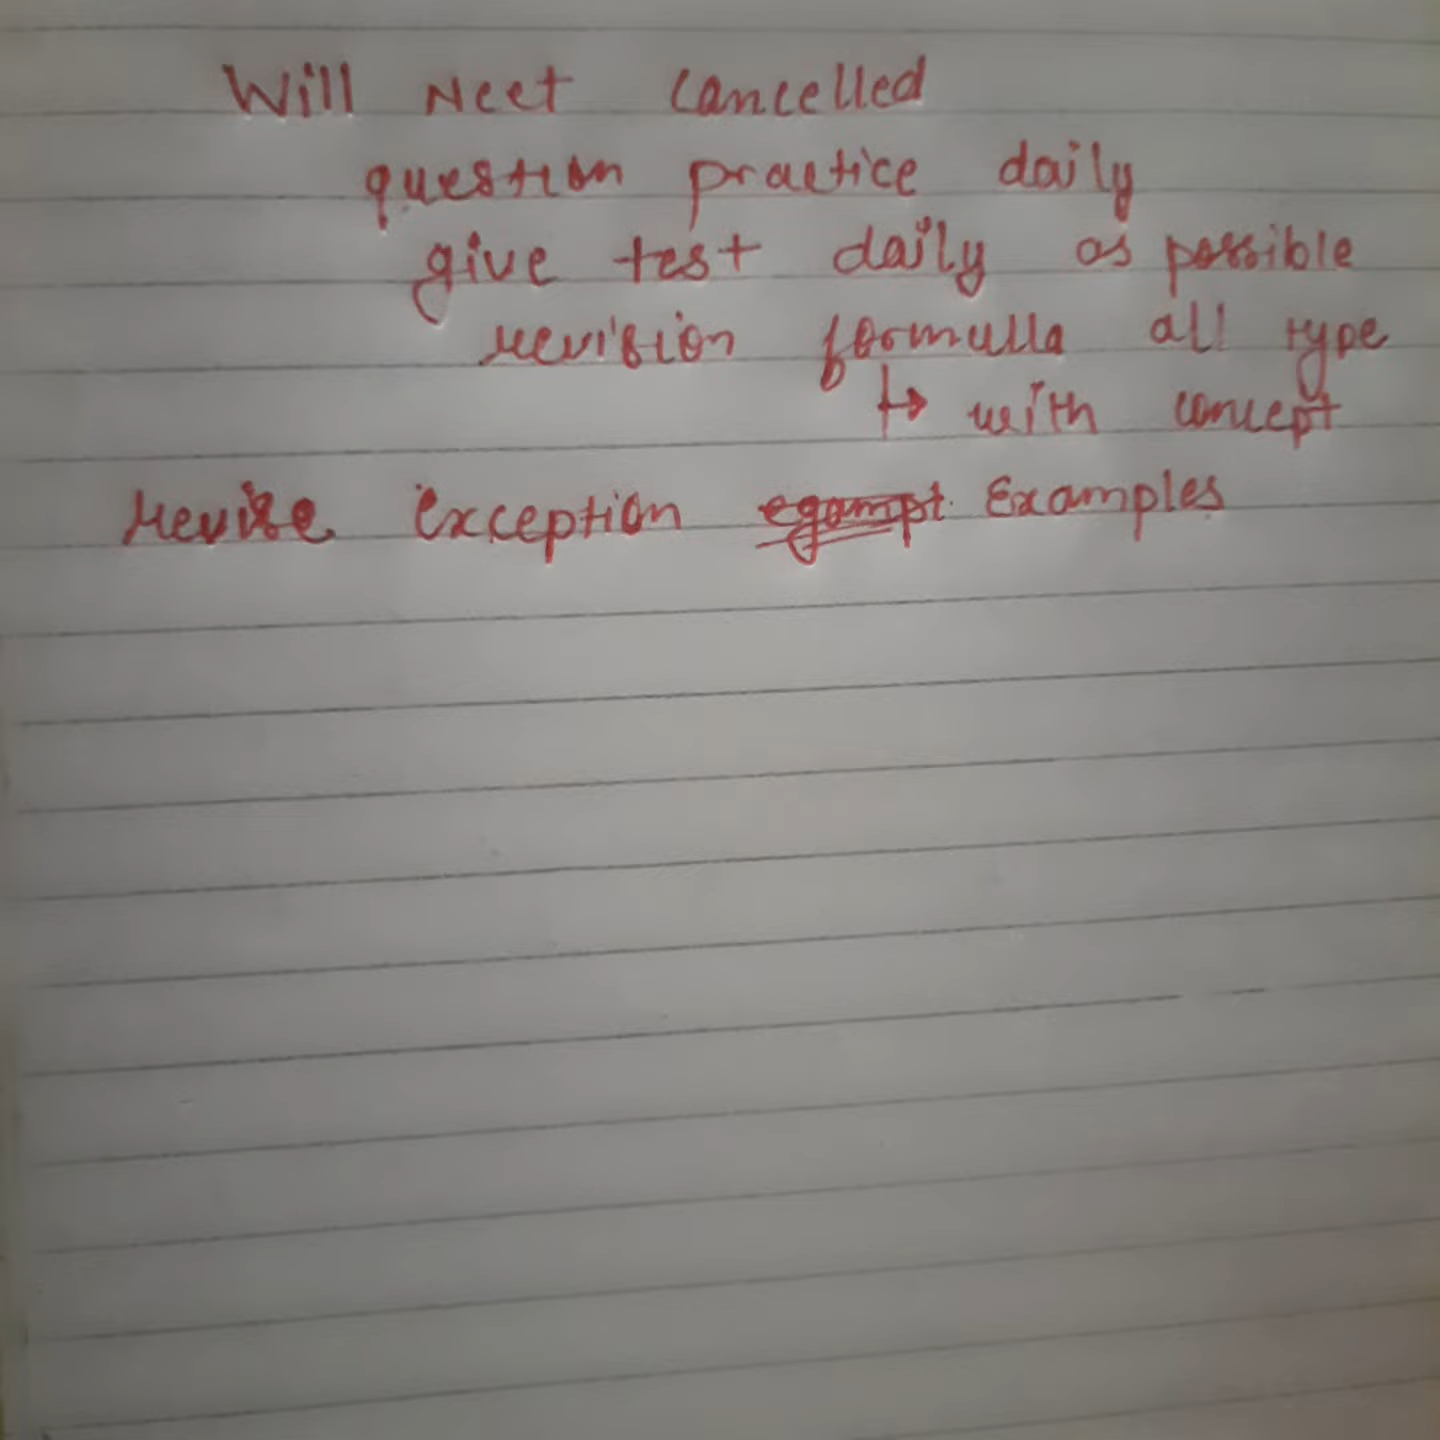 Will Neet cancelled
question practice daily
give test daily as possible
revision formulla all type
↳ with concept
revise Exception egampt. Examples